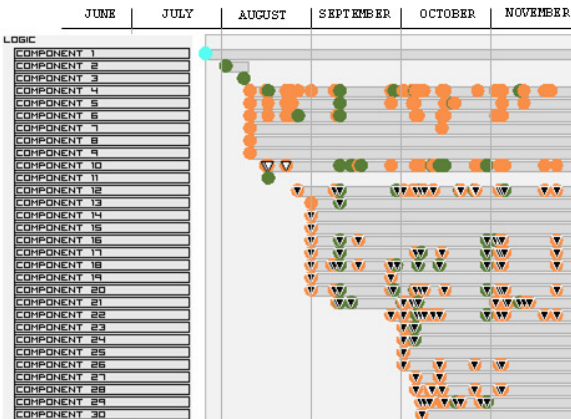 JUNE JULY AUGUST SEPTEMBER OCTOBER NOVEMBER
LOGIC
COMPONENT 1
COMPONENT 2
COMPONENT 3
COMPONENT 4
COMPONENT 5
COMPONENT 6
COMPONENT 7
COMPONENT 8
COMPONENT 9
COMPONENT 10
COMPONENT 11
COMPONENT 12
COMPONENT 13
COMPONENT 14
COMPONENT 15
COMPONENT 16
COMPONENT 17
COMPONENT 18
COMPONENT 19
COMPONENT 20
COMPONENT 21
COMPONENT 22
COMPONENT 23
COMPONENT 24
COMPONENT 25
COMPONENT 26
COMPONENT 27
COMPONENT 28
COMPONENT 29
COMPONENT 30